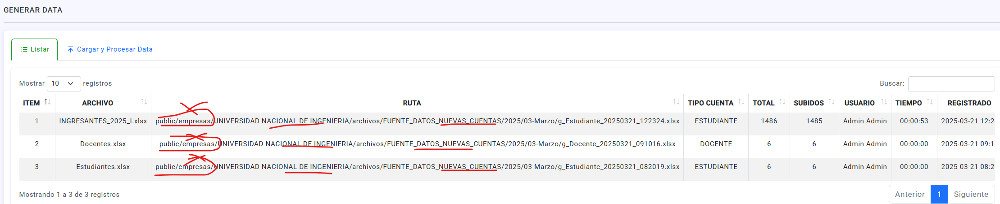 GENERAR DATA
Listar Cargar y Procesar Data
Mostrar 10 registros Buscar:
ITEM ARCHIVO RUTA TIPO CUENTA TOTAL SUBIDOS USUARIO TIEMPO REGISTRADO
1 INGRESANTES_2025_I.xlsx public/empresas/UNIVERSIDAD NACIONAL DE INGENIERIA/archivos/FUENTE_DATOS_NUEVAS_CUENTAS/2025/03-Marzo/g_Estudiante_20250321_122324.xlsx ESTUDIANTE 1486 1485 Admin Admin 00:00:53 2025-03-21 12:2
2 Docentes.xlsx public/empresas/UNIVERSIDAD NACIONAL DE INGENIERIA/archivos/FUENTE_DATOS_NUEVAS_CUENTAS/2025/03-Marzo/g_Docente_20250321_091016.xlsx DOCENTE 6 6 Admin Admin 00:00:00 2025-03-21 09:1
3 Estudiantes.xlsx public/empresas/UNIVERSIDAD NACIONAL DE INGENIERIA/archivos/FUENTE_DATOS_NUEVAS_CUENTAS/2025/03-Marzo/g_Estudiante_20250321_082019.xlsx ESTUDIANTE 6 6 Admin Admin 00:00:00 2025-03-21 08:2
Mostrando 1 a 3 de 3 registros Anterior 1 Siguiente